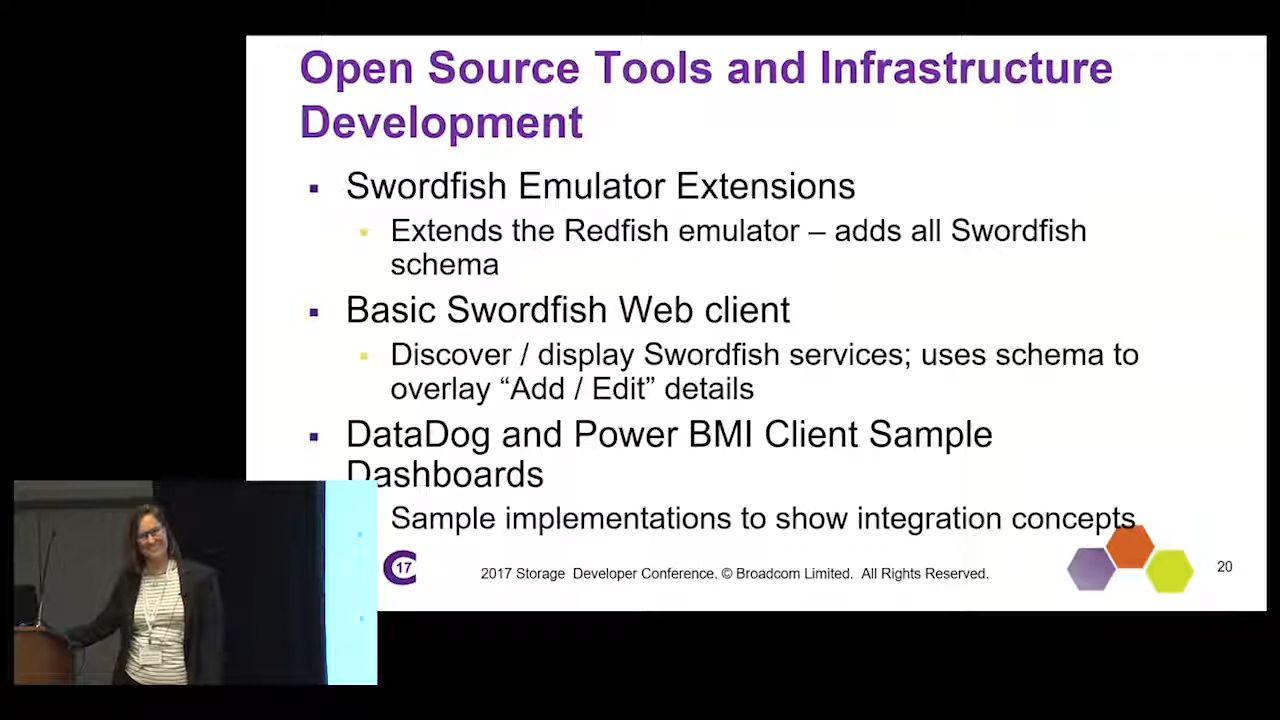 Open Source Tools and Infrastructure
Development
Swordfish Emulator Extensions
Extends the Redfish emulator – adds all Swordfish
schema
Basic Swordfish Web client
Discover / display Swordfish services; uses schema to
overlay “Add / Edit” details
DataDog and Power BMI Client Sample
Dashboards
Sample implementations to show integration concepts
17
2017 Storage Developer Conference. © Broadcom Limited. All Rights Reserved.
20